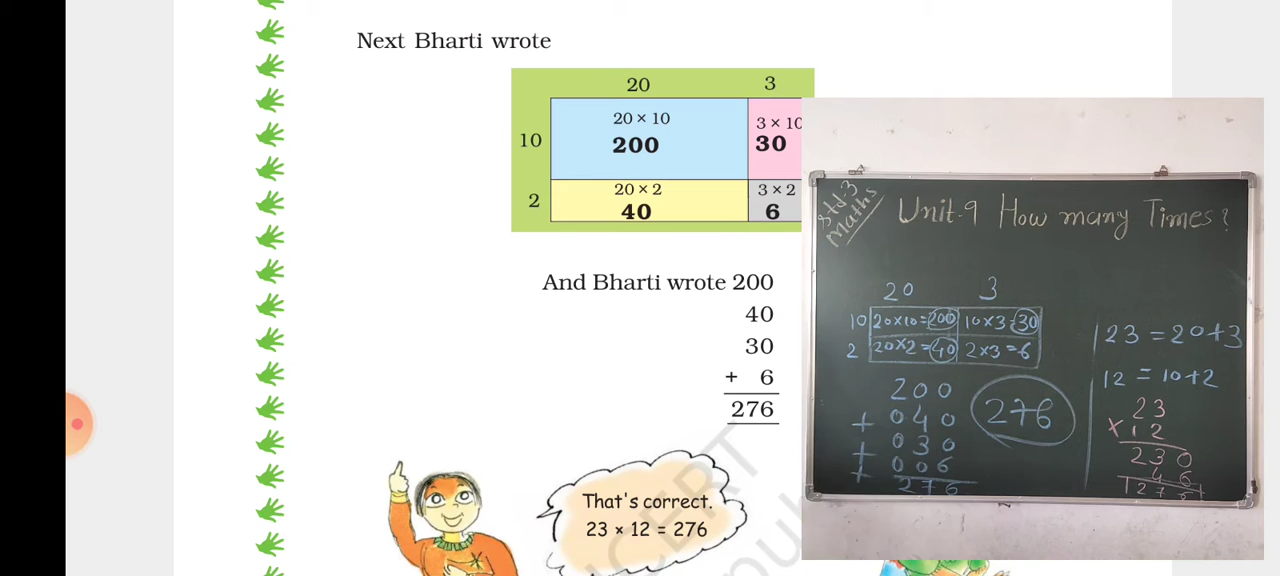 Next Bharti wrote
20 3
10 20 × 10 3 × 10
200 30
2 20 × 2 3 × 2
40 6
And Bharti wrote 200
40
30
+ 6
276
That's correct.
23 × 12 = 276
Std 3
Maths
Unit-9 How many Times?
20 3
10 20×10=200 10×3=30
2 20×2=40 2×3=6
200
+ 040
+ 030
+ 006
276
276
23 = 20+3
12 = 10+2
23
× 12
230
46
276